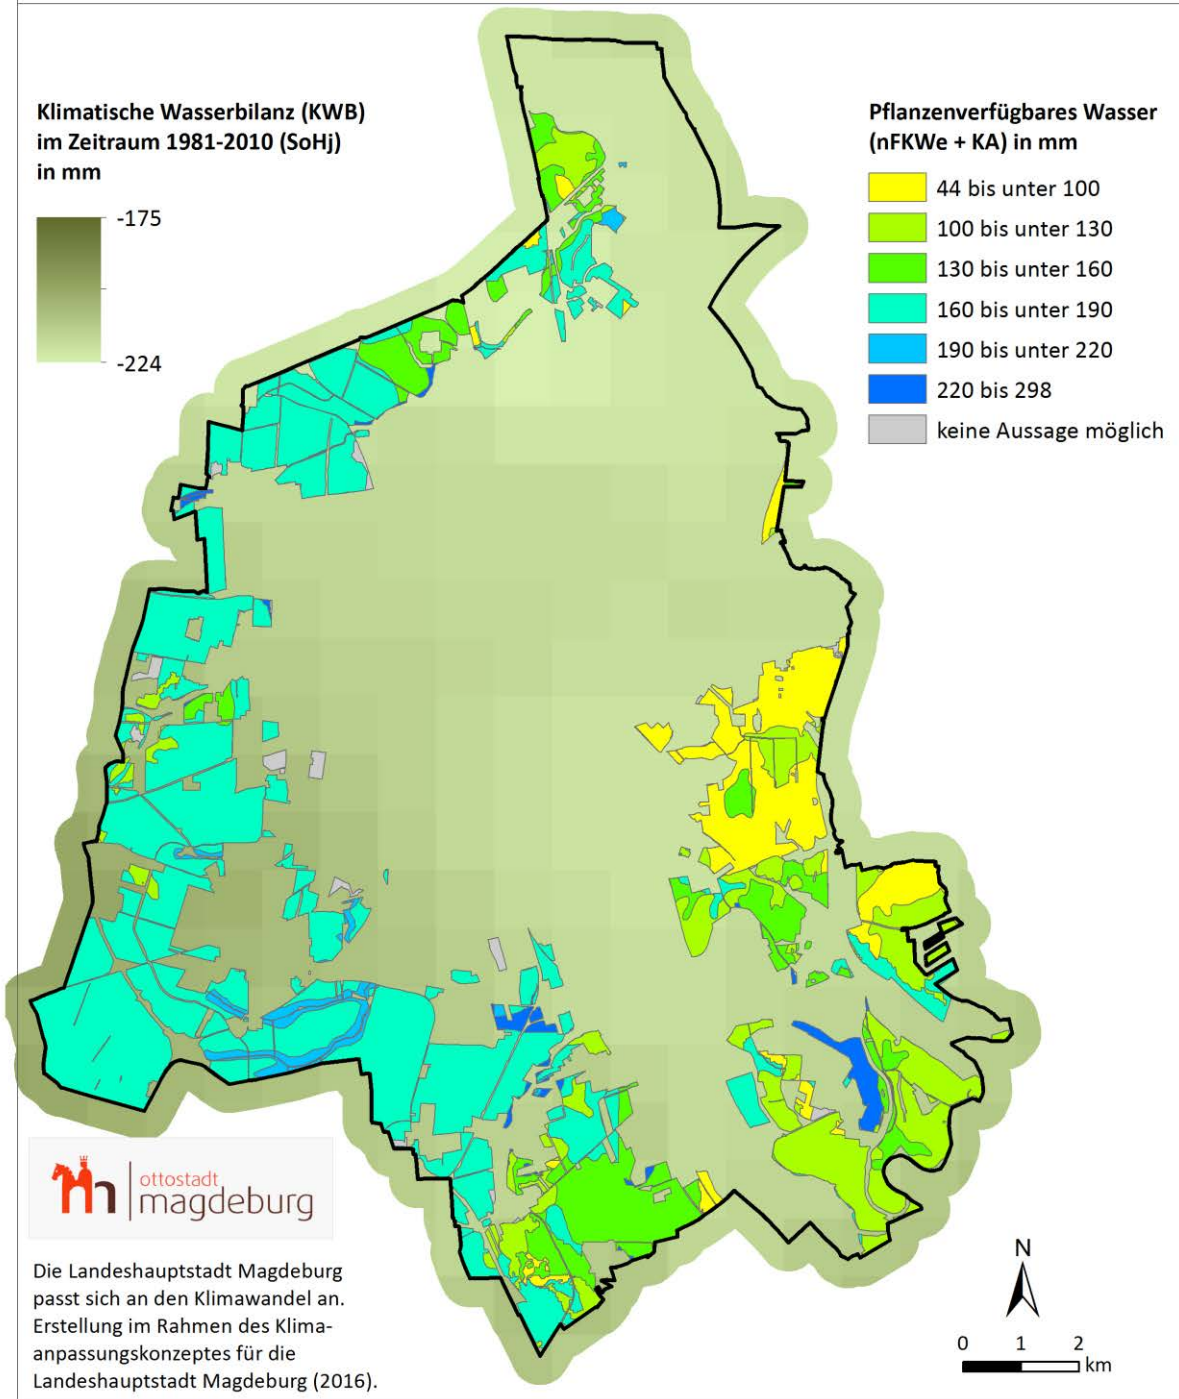 Klimatische Wasserbilanz (KWB)
im Zeitraum 1981-2010 (SoHj)
in mm
-175
-224
Pflanzenverfügbares Wasser
(nFKWe + KA) in mm
44 bis unter 100
100 bis unter 130
130 bis unter 160
160 bis unter 190
190 bis unter 220
220 bis 298
keine Aussage möglich
ottostadt
magdeburg
Die Landeshauptstadt Magdeburg
passt sich an den Klimawandel an.
Erstellung im Rahmen des Klima-
anpassungskonzeptes für die
Landeshauptstadt Magdeburg (2016).
N
0 1 2
km